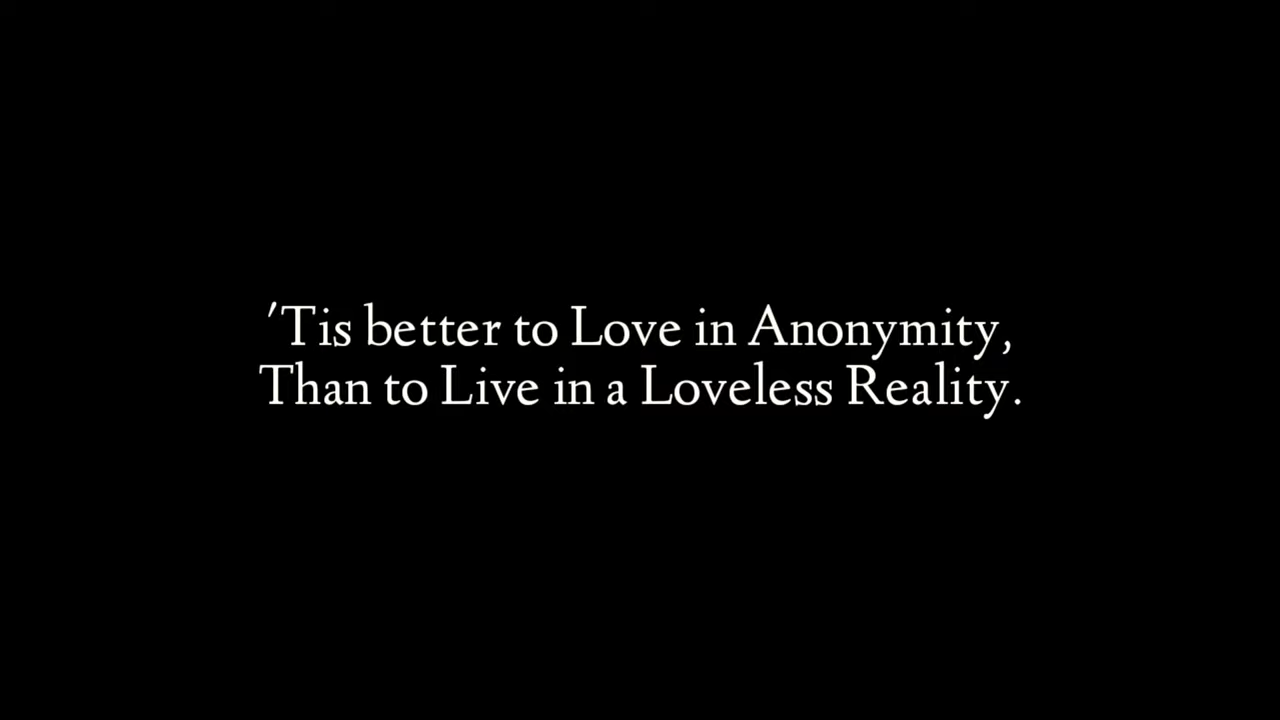 'Tis better to Love in Anonymity,
Than to Live in a Loveless Reality.